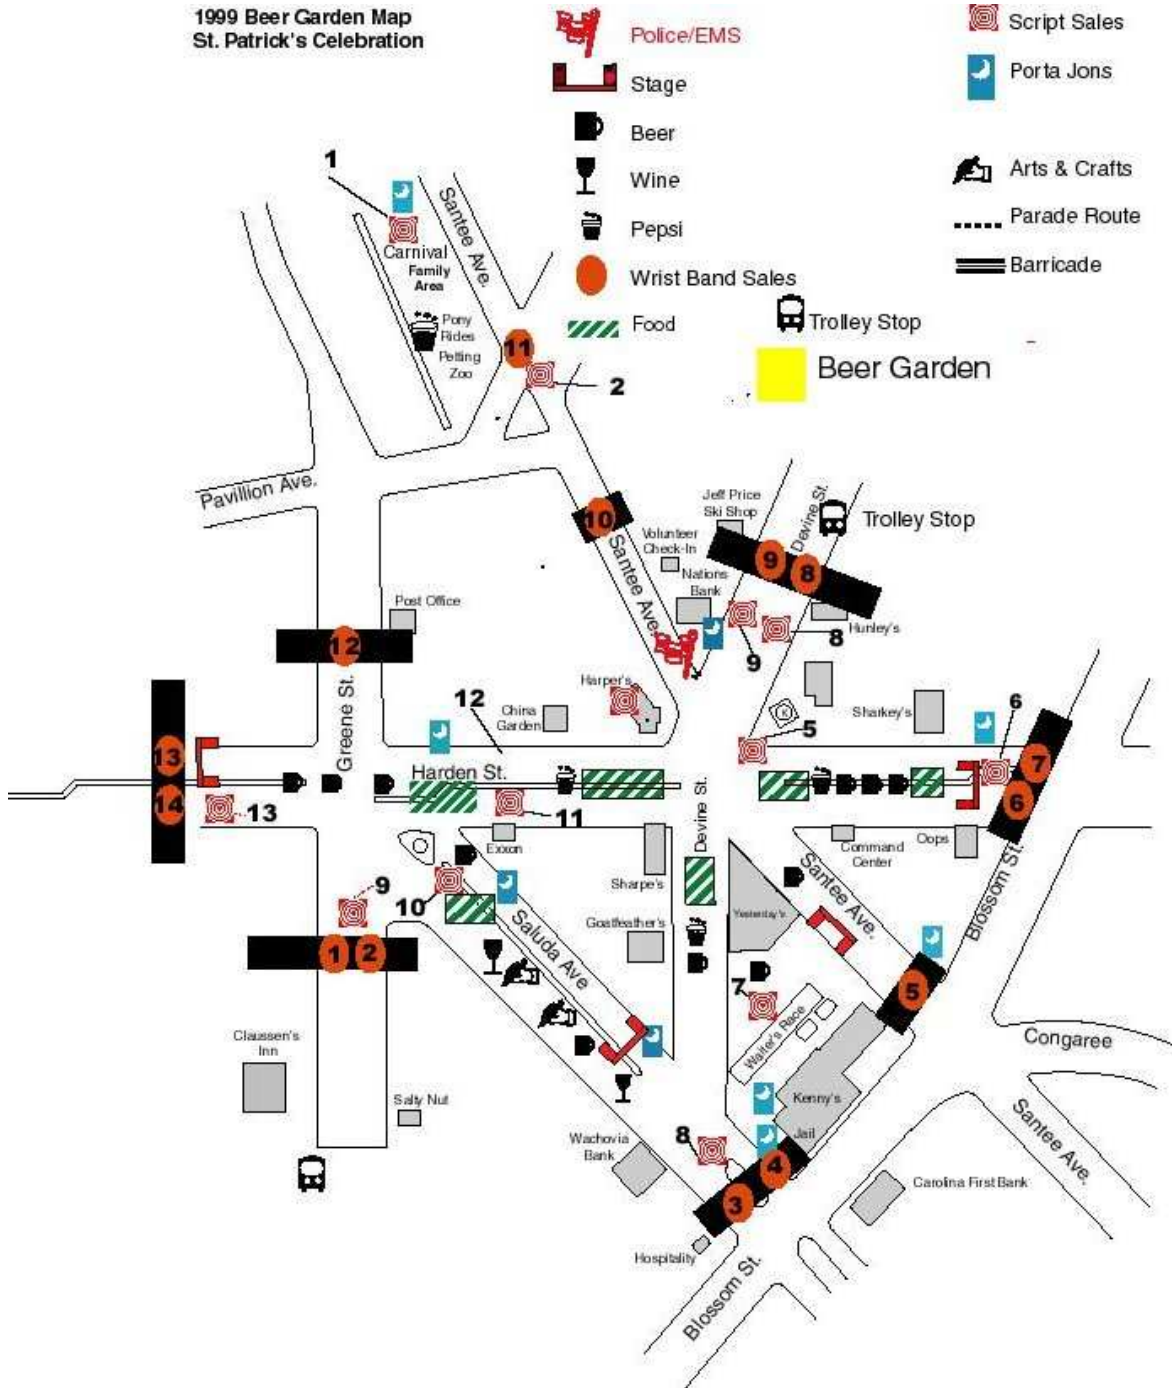 1999 Beer Garden Map
St. Patrick's Celebration
Police/EMS
Stage
Beer
Wine
Pepsi
Wrist Band Sales
Food
Script Sales
Porta Jons
Arts & Crafts
Parade Route
Barricade
Trolley Stop
Beer Garden
1
Santee Ave.
Carnival
Family
Area
Pony
Rides
Petting
Zoo
11
2
Pavillion Ave.
10
Santee Ave.
Jeff Price
Ski Shop
Devine St.
Trolley Stop
Volunteer
Check-In
Nations
Bank
9
8
Post Office
Hunley's
8
9
12
Greene St.
12
Harper's
China
Garden
K
5
Sharkey's
6
13
14
13
Harden St.
11
7
6
Devine St.
Exxon
Sharpe's
Command
Center
Oops
Santee Ave.
Blossom St.
9
10
Saluda Ave
Goatfeather's
Yesterday's
1
2
7
5
Walter's Race
Congaree
Claussen's
Inn
Salty Nut
Kenny's
Jail
Santee Ave.
Wachovia
Bank
8
4
3
Carolina First Bank
Hospitality
Blossom St.